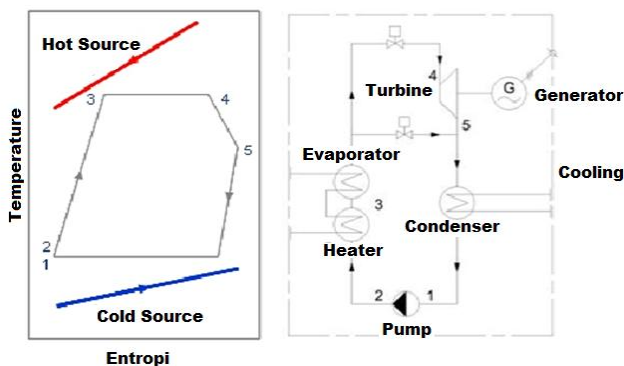 Hot Source
3
4
5
2
1
Cold Source
Temperature
Entropi
4
Turbine
G
Generator
5
Evaporator
Cooling
3
Condenser
Heater
2
1
Pump